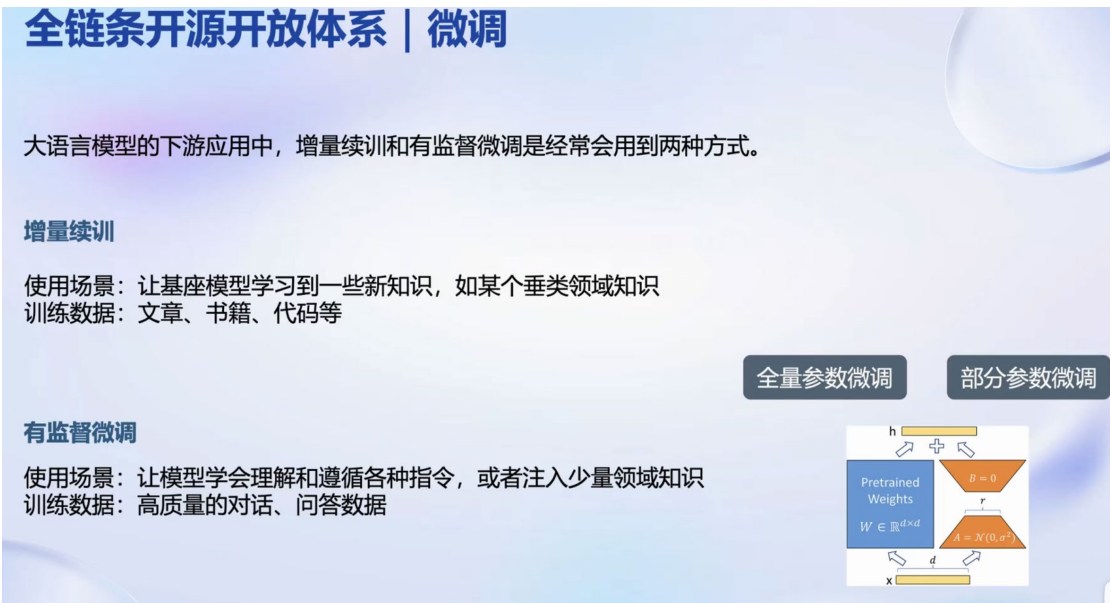 全链条开源开放体系 | 微调
大语言模型的下游应用中，增量续训和有监督微调是经常会用到两种方式。
增量续训
使用场景：让基座模型学习到一些新知识，如某个垂类领域知识
训练数据：文章、书籍、代码等
全量参数微调
部分参数微调
有监督微调
使用场景：让模型学会理解和遵循各种指令，或者注入少量领域知识
训练数据：高质量的对话、问答数据
h
Pretrained
Weights
W ∈ ℝ^{d×d}
B = 0
r
A = 𝒩(0, σ²)
d
x